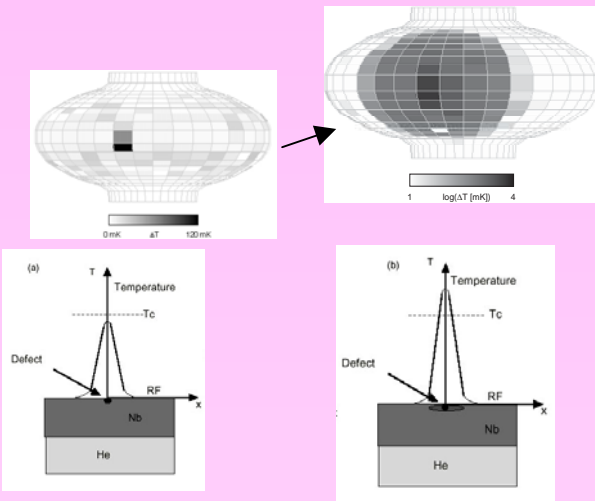 0 mK ΔT 120 mK
1 log(ΔT [mK]) 4
(a)
T
Temperature
Tc
Defect
RF
x
Nb
He
(b)
T
Temperature
Tc
Defect
RF
x
Nb
He